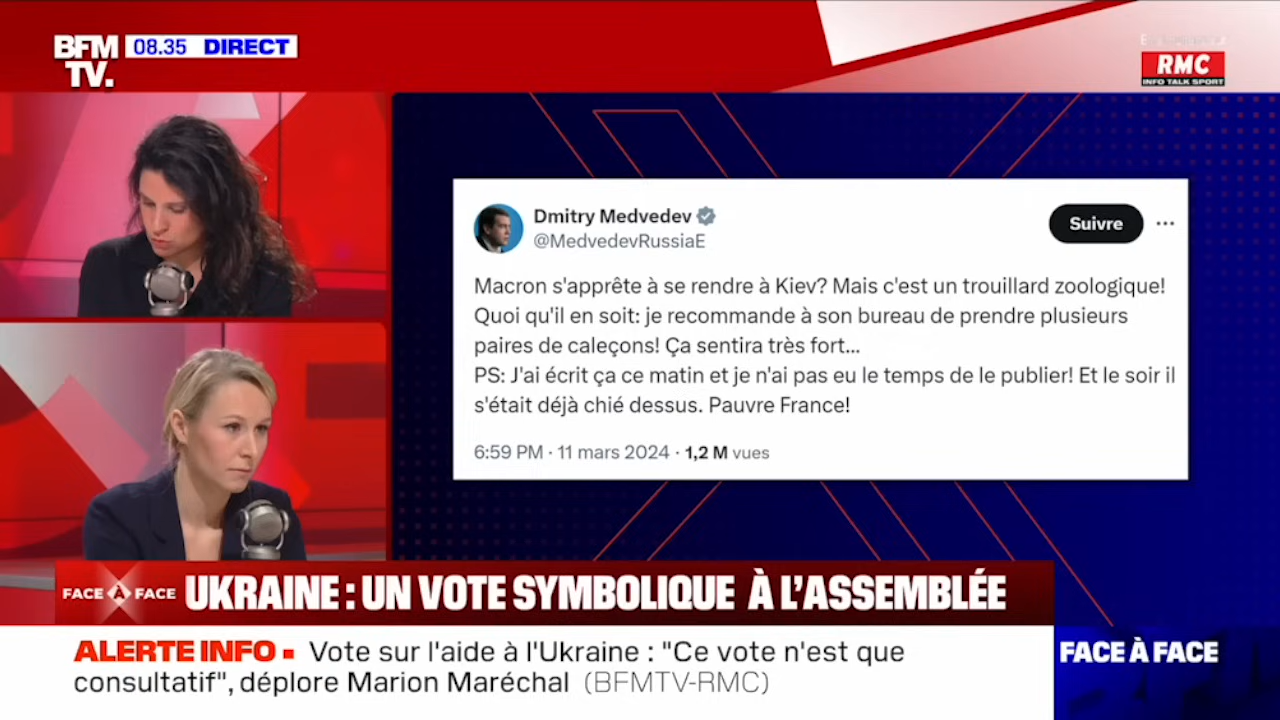 BFM
TV.
08.35 DIRECT
RMC
INFO TALK SPORT
Dmitry Medvedev
@MedvedevRussiaE
Suivre
Macron s'apprête à se rendre à Kiev? Mais c'est un trouillard zoologique!
Quoi qu'il en soit: je recommande à son bureau de prendre plusieurs
paires de caleçons! Ça sentira très fort...
PS: J'ai écrit ça ce matin et je n'ai pas eu le temps de le publier! Et le soir il
s'était déjà chié dessus. Pauvre France!
6:59 PM · 11 mars 2024 · 1,2 M vues
FACE À FACE UKRAINE : UN VOTE SYMBOLIQUE À L'ASSEMBLÉE
ALERTE INFO Vote sur l'aide à l'Ukraine : "Ce vote n'est que
consultatif", déplore Marion Maréchal (BFMTV-RMC)
FACE À FACE